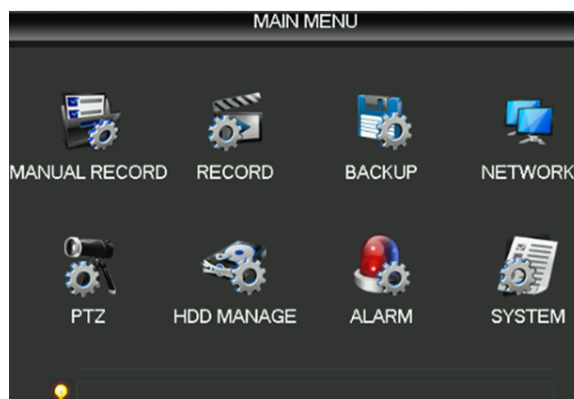 MAIN MENU
MANUAL RECORD RECORD BACKUP NETWORK
PTZ HDD MANAGE ALARM SYSTEM